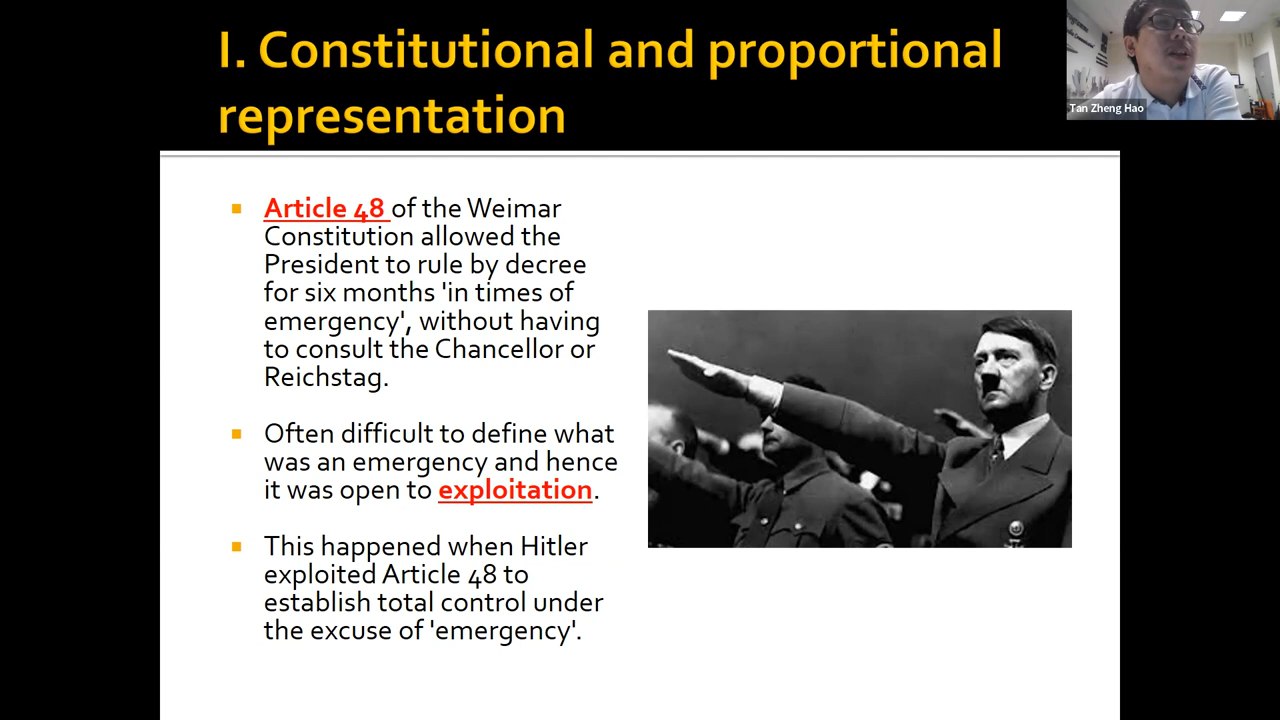 I. Constitutional and proportional
representation
Tan Zheng Hao
Article 48 of the Weimar
Constitution allowed the
President to rule by decree
for six months 'in times of
emergency', without having
to consult the Chancellor or
Reichstag.
Often difficult to define what
was an emergency and hence
it was open to exploitation.
This happened when Hitler
exploited Article 48 to
establish total control under
the excuse of 'emergency'.